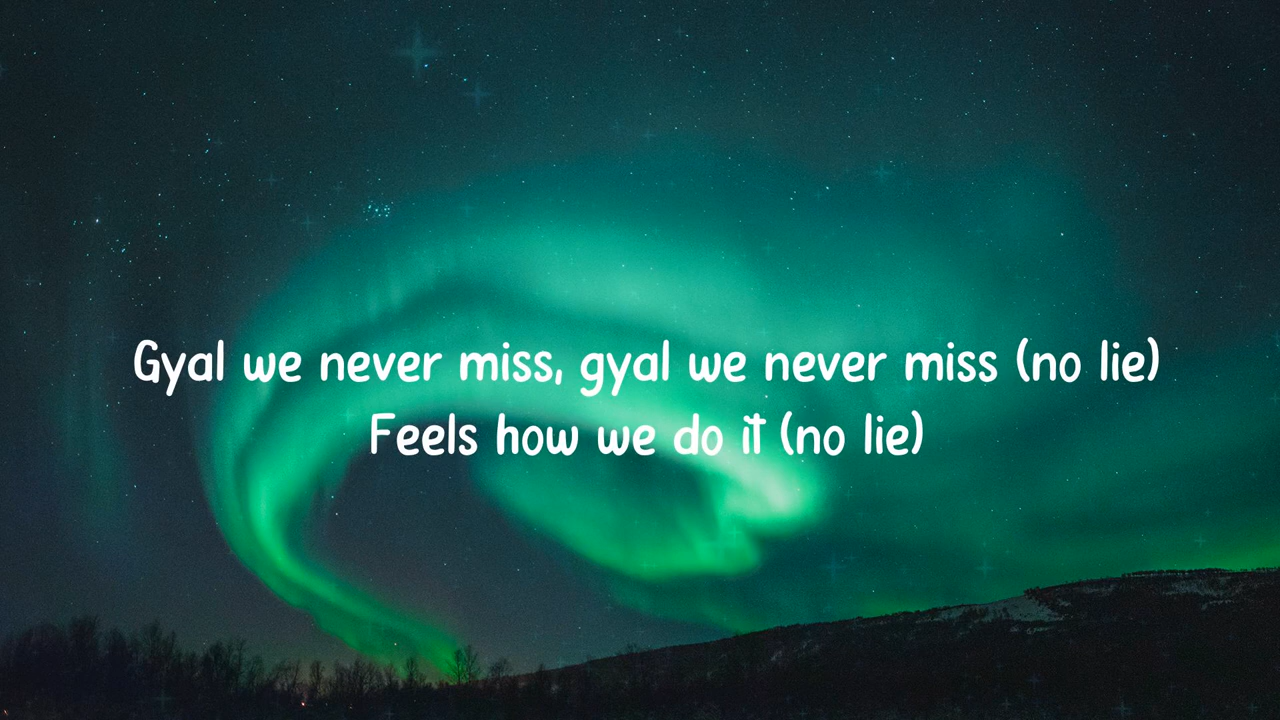 Gyal we never miss, gyal we never miss (no lie)
Feels how we do it (no lie)